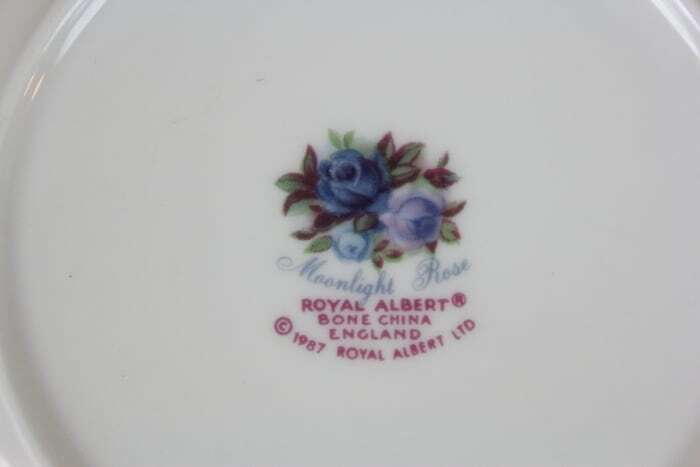 Moonlight Rose
ROYAL ALBERT®
BONE CHINA
ENGLAND
© 1987 ROYAL ALBERT LTD